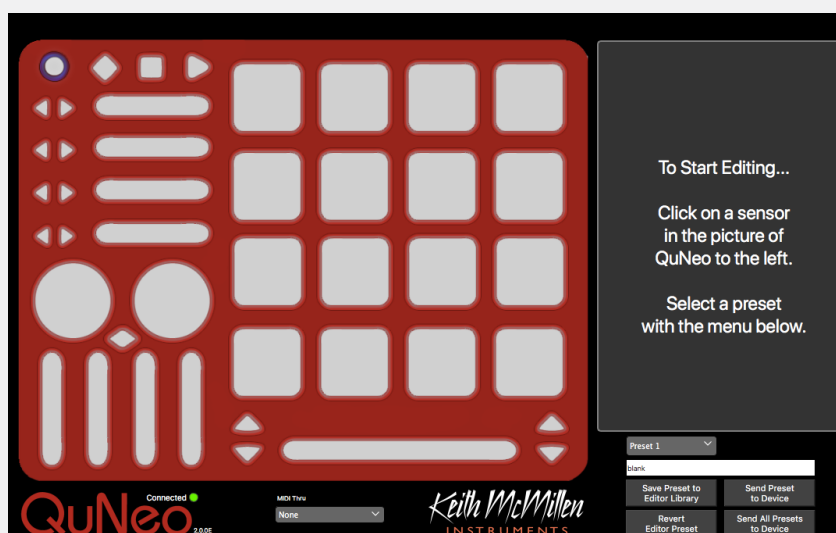 To Start Editing...
Click on a sensor
in the picture of
QuNeo to the left.
Select a preset
with the menu below.
Preset 1
blank
Save Preset to
Editor Library
Send Preset
to Device
Revert
Editor Preset
Send All Presets
to Device
QuNeo
Connected
2.0.0E
MIDI Thru
None
Keith McMillen
INSTRUMENTS